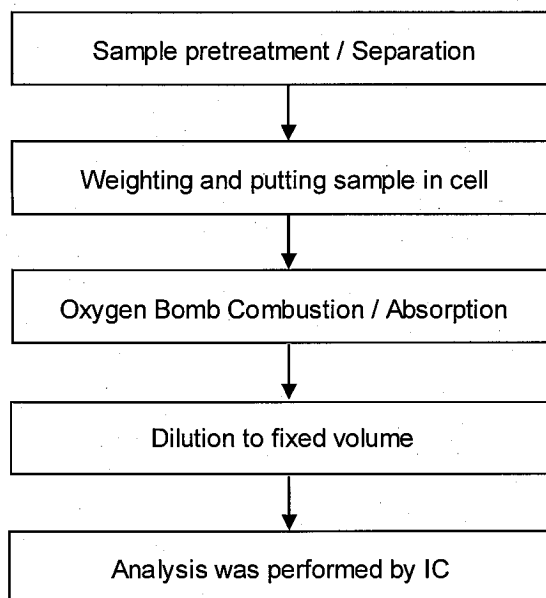 Sample pretreatment / Separation
Weighting and putting sample in cell
Oxygen Bomb Combustion / Absorption
Dilution to fixed volume
Analysis was performed by IC